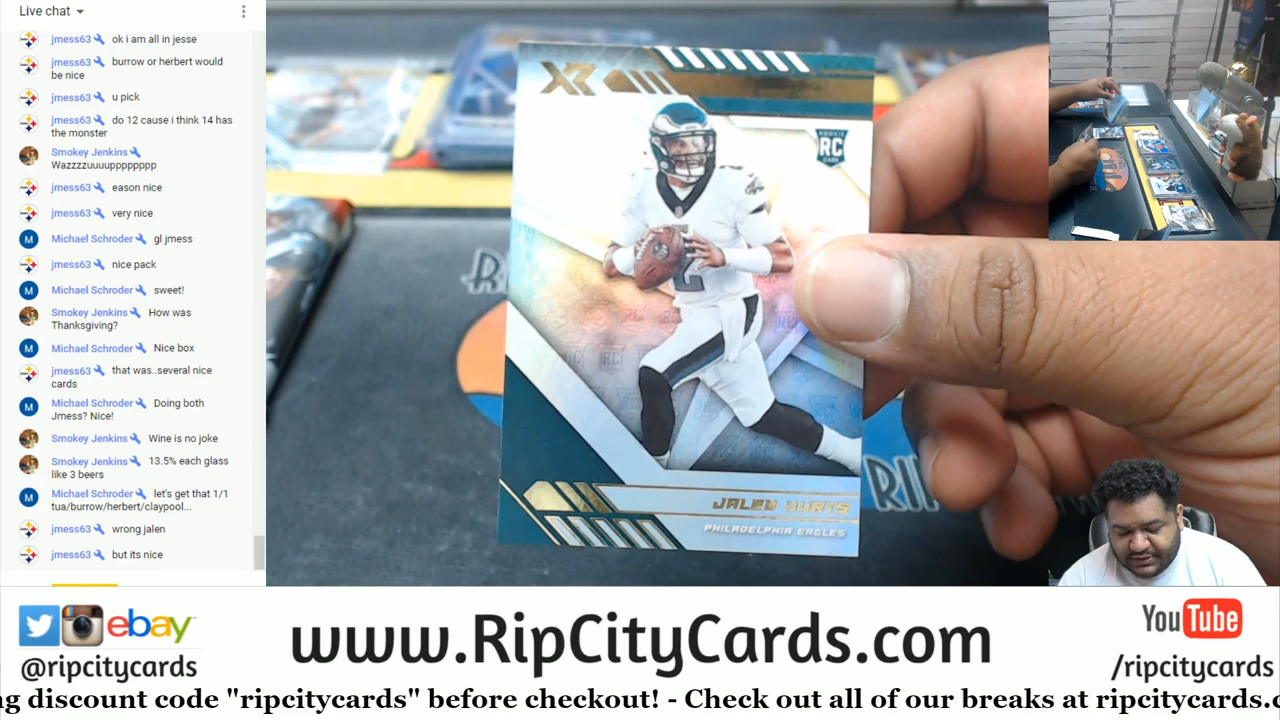 Live chat
jmess63 ok i am all in jesse
jmess63 burrow or herbert would
be nice
jmess63 u pick
jmess63 do 12 cause i think 14 has
the monster
Smokey Jenkins
Wazzzzuuuuppppppppp
jmess63 eason nice
jmess63 very nice
Michael Schroder gl jmess
jmess63 nice pack
Michael Schroder sweet!
Smokey Jenkins How was
Thanksgiving?
Michael Schroder Nice box
jmess63 that was..several nice
cards
Michael Schroder Doing both
Jmess? Nice!
Smokey Jenkins Wine is no joke
Smokey Jenkins 13.5% each glass
like 3 beers
Michael Schroder let's get that 1/1
tua/burrow/herbert/claypool...
jmess63 wrong jalen
jmess63 but its nice
XR
ROOKIE
RC
CARD
2
JALEN HURTS
PHILADELPHIA EAGLES
ebay
@ripcitycards
www.RipCityCards.com
YouTube
/ripcitycards
ng discount code "ripcitycards" before checkout! - Check out all of our breaks at ripcitycards.c